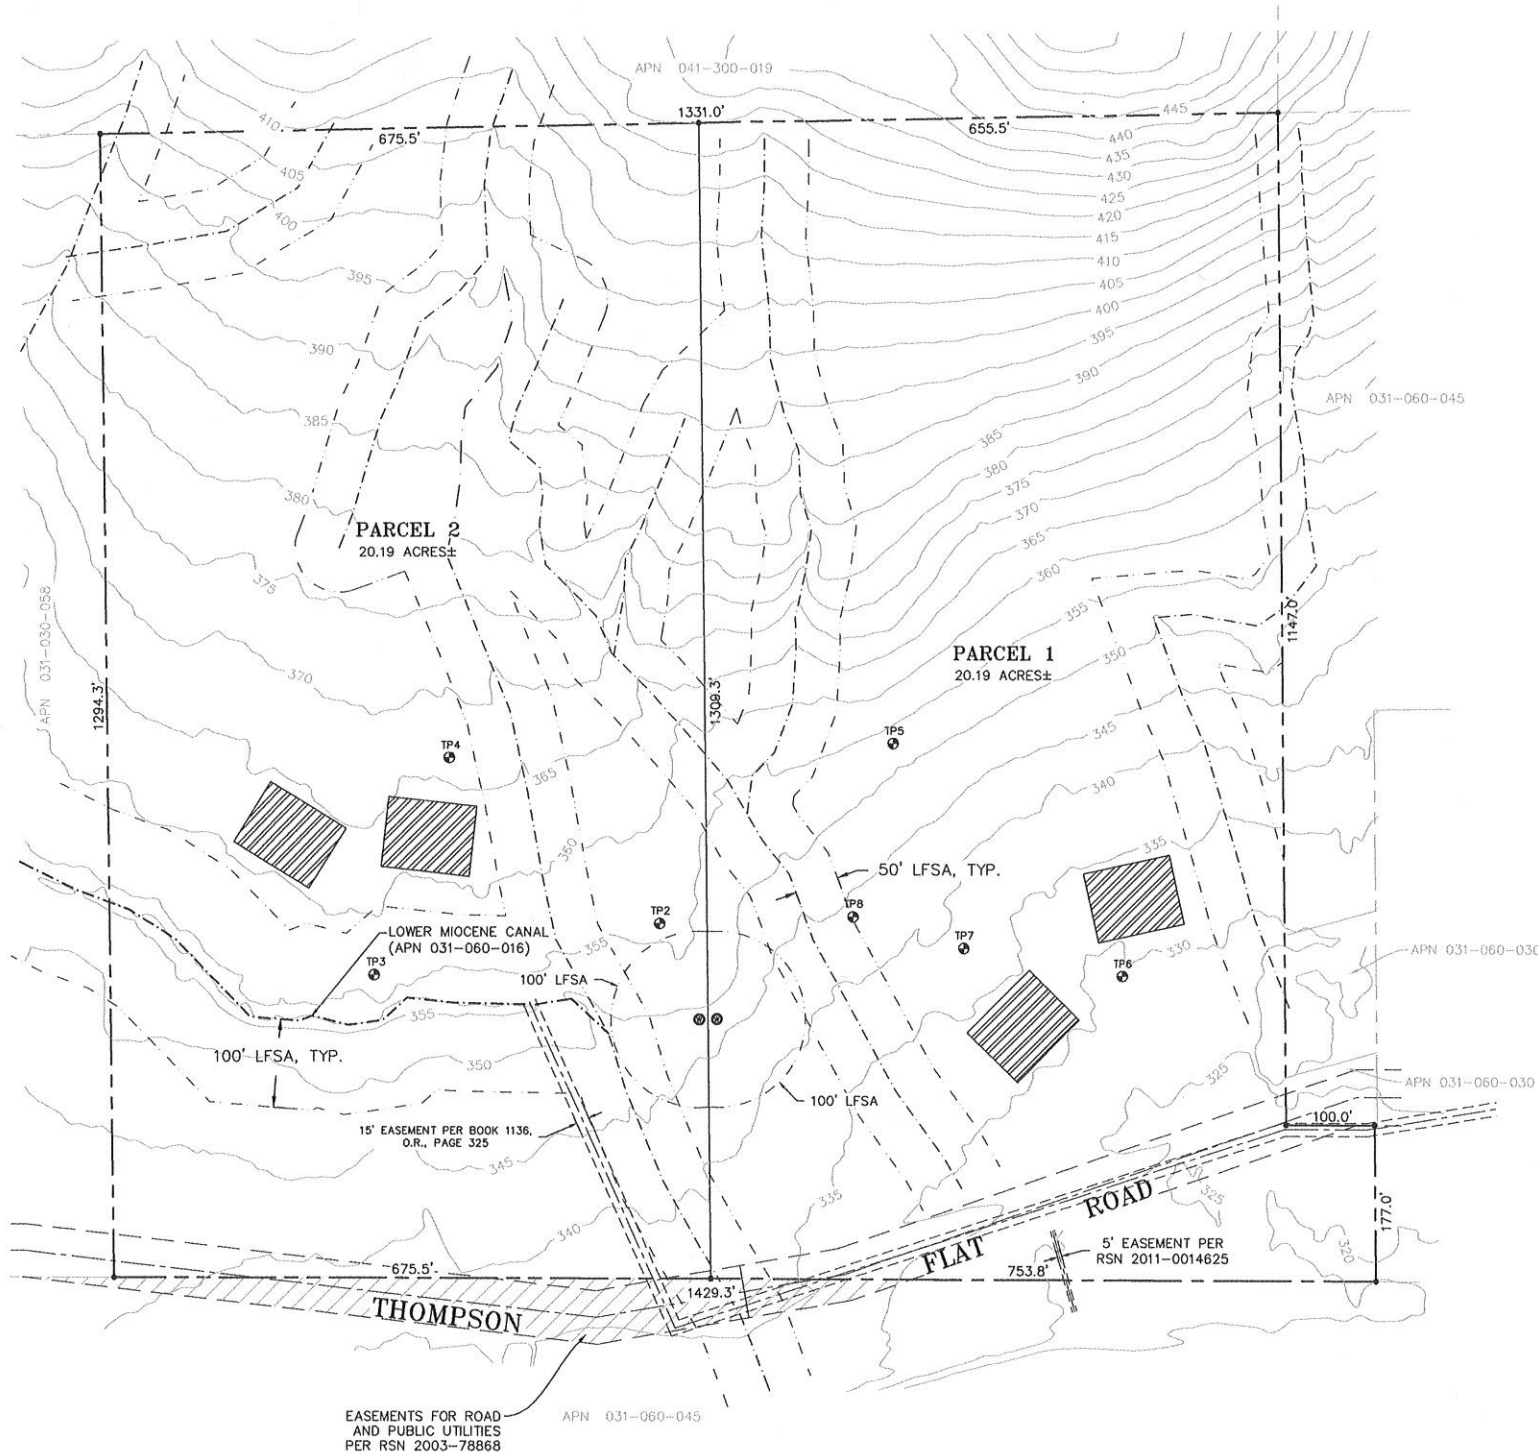 APN 041-300-019
1331.0'
675.5'
655.5'
445
440
435
430
425
420
415
410
405
400
395
390
385
380
375
370
365
360
355
350
345
340
335
330
325
320
410
405
400
395
390
385
380
375
370
365
360
355
355
350
345
340
335
325
APN 031-060-045
PARCEL 2
20.19 ACRES±
PARCEL 1
20.19 ACRES±
APN 031-030-058
1294.3'
1309.3'
1147.0'
TP4
TP5
TP2
TP8
TP7
TP3
TP6
50' LFSA, TYP.
LOWER MIOCENE CANAL
(APN 031-060-016)
100' LFSA
100' LFSA, TYP.
100' LFSA
APN 031-060-030
APN 031-060-030
15' EASEMENT PER BOOK 1136,
O.R., PAGE 325
100.0'
177.0'
THOMPSON
FLAT
ROAD
5' EASEMENT PER
RSN 2011-0014625
675.5'
1429.3'
753.8'
EASEMENTS FOR ROAD
AND PUBLIC UTILITIES
PER RSN 2003-78868
APN 031-060-045